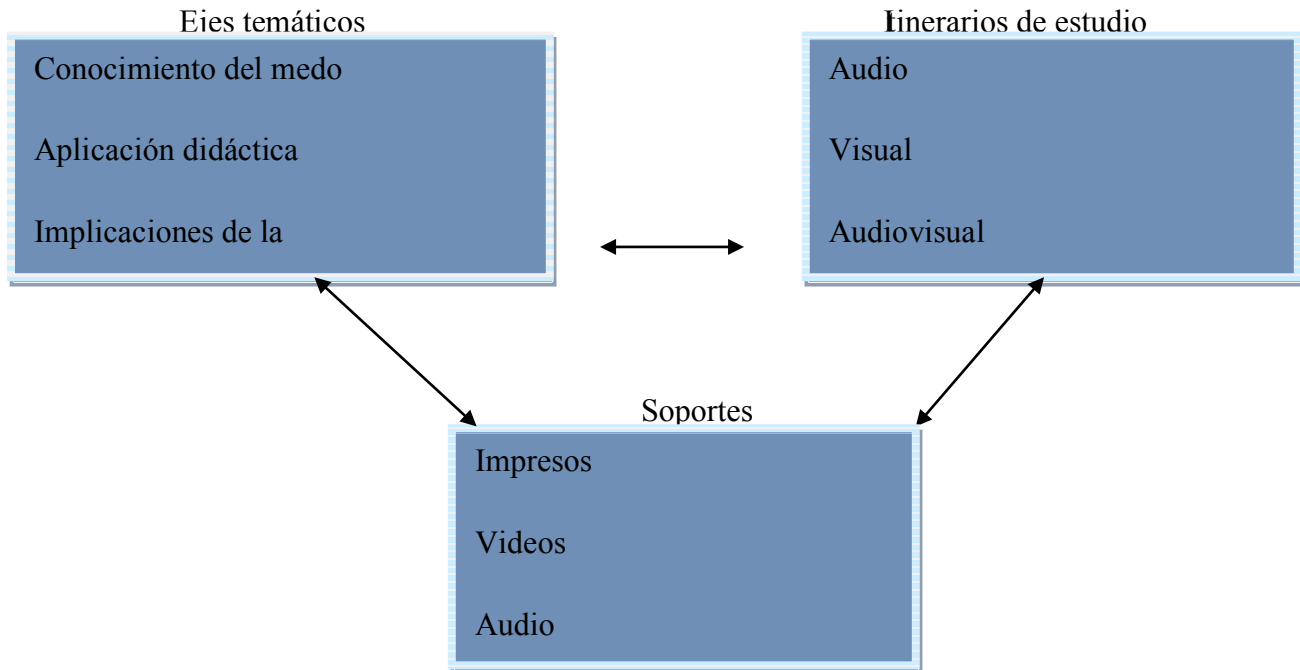 Ejes temáticos
Conocimiento del medo
Aplicación didáctica
Implicaciones de la
Itinerarios de estudio
Audio
Visual
Audiovisual
Soportes
Impresos
Videos
Audio